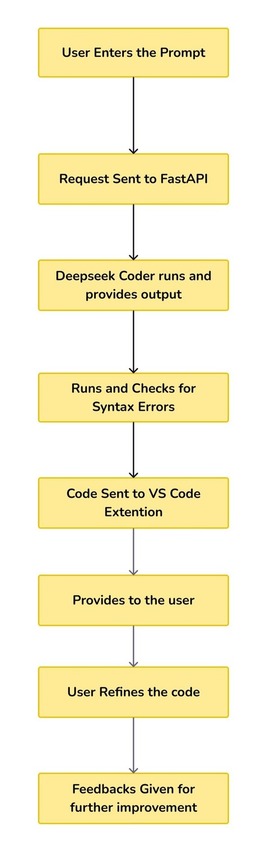 User Enters the Prompt
Request Sent to FastAPI
Deepseek Coder runs and
provides output
Runs and Checks for
Syntax Errors
Code Sent to VS Code
Extention
Provides to the user
User Refines the code
Feedbacks Given for
further improvement